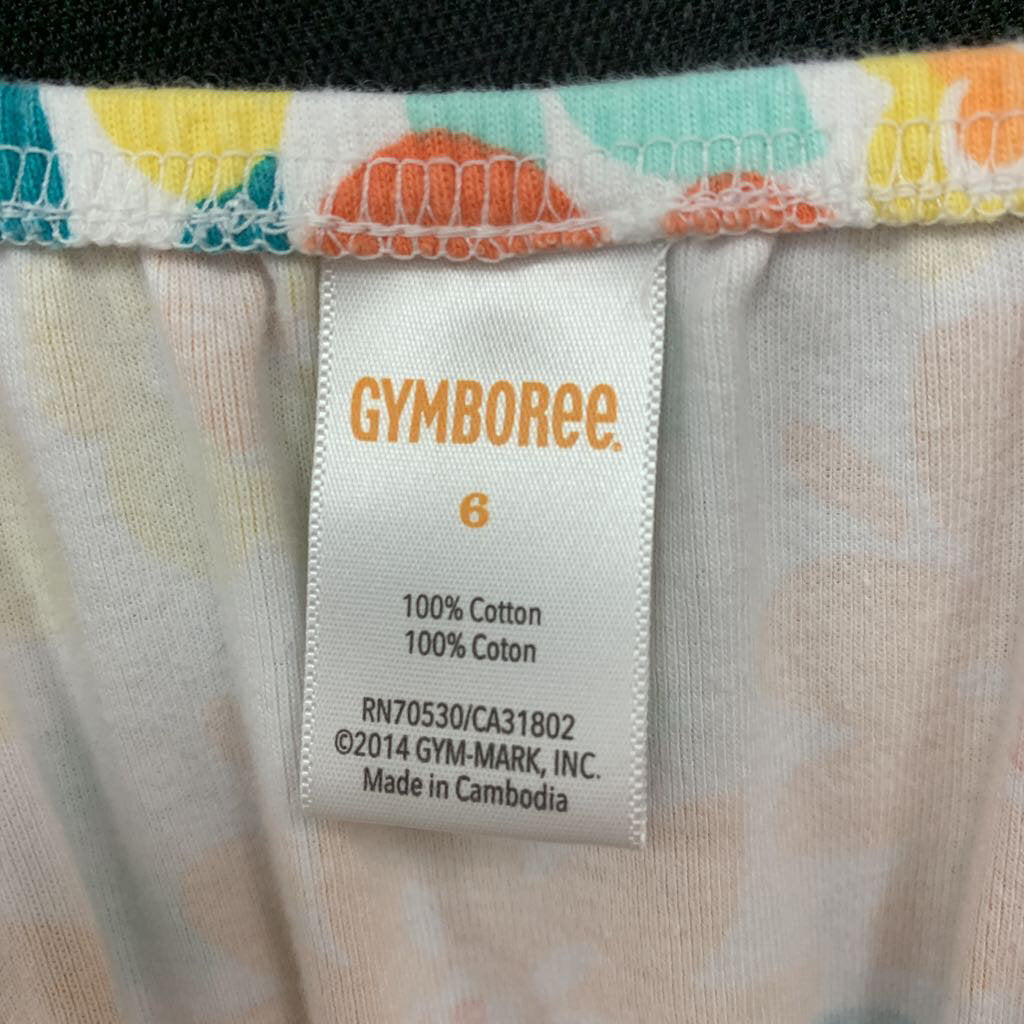 GYMBORee.
6
100% Cotton
100% Coton
RN70530/CA31802
©2014 GYM-MARK, INC.
Made in Cambodia